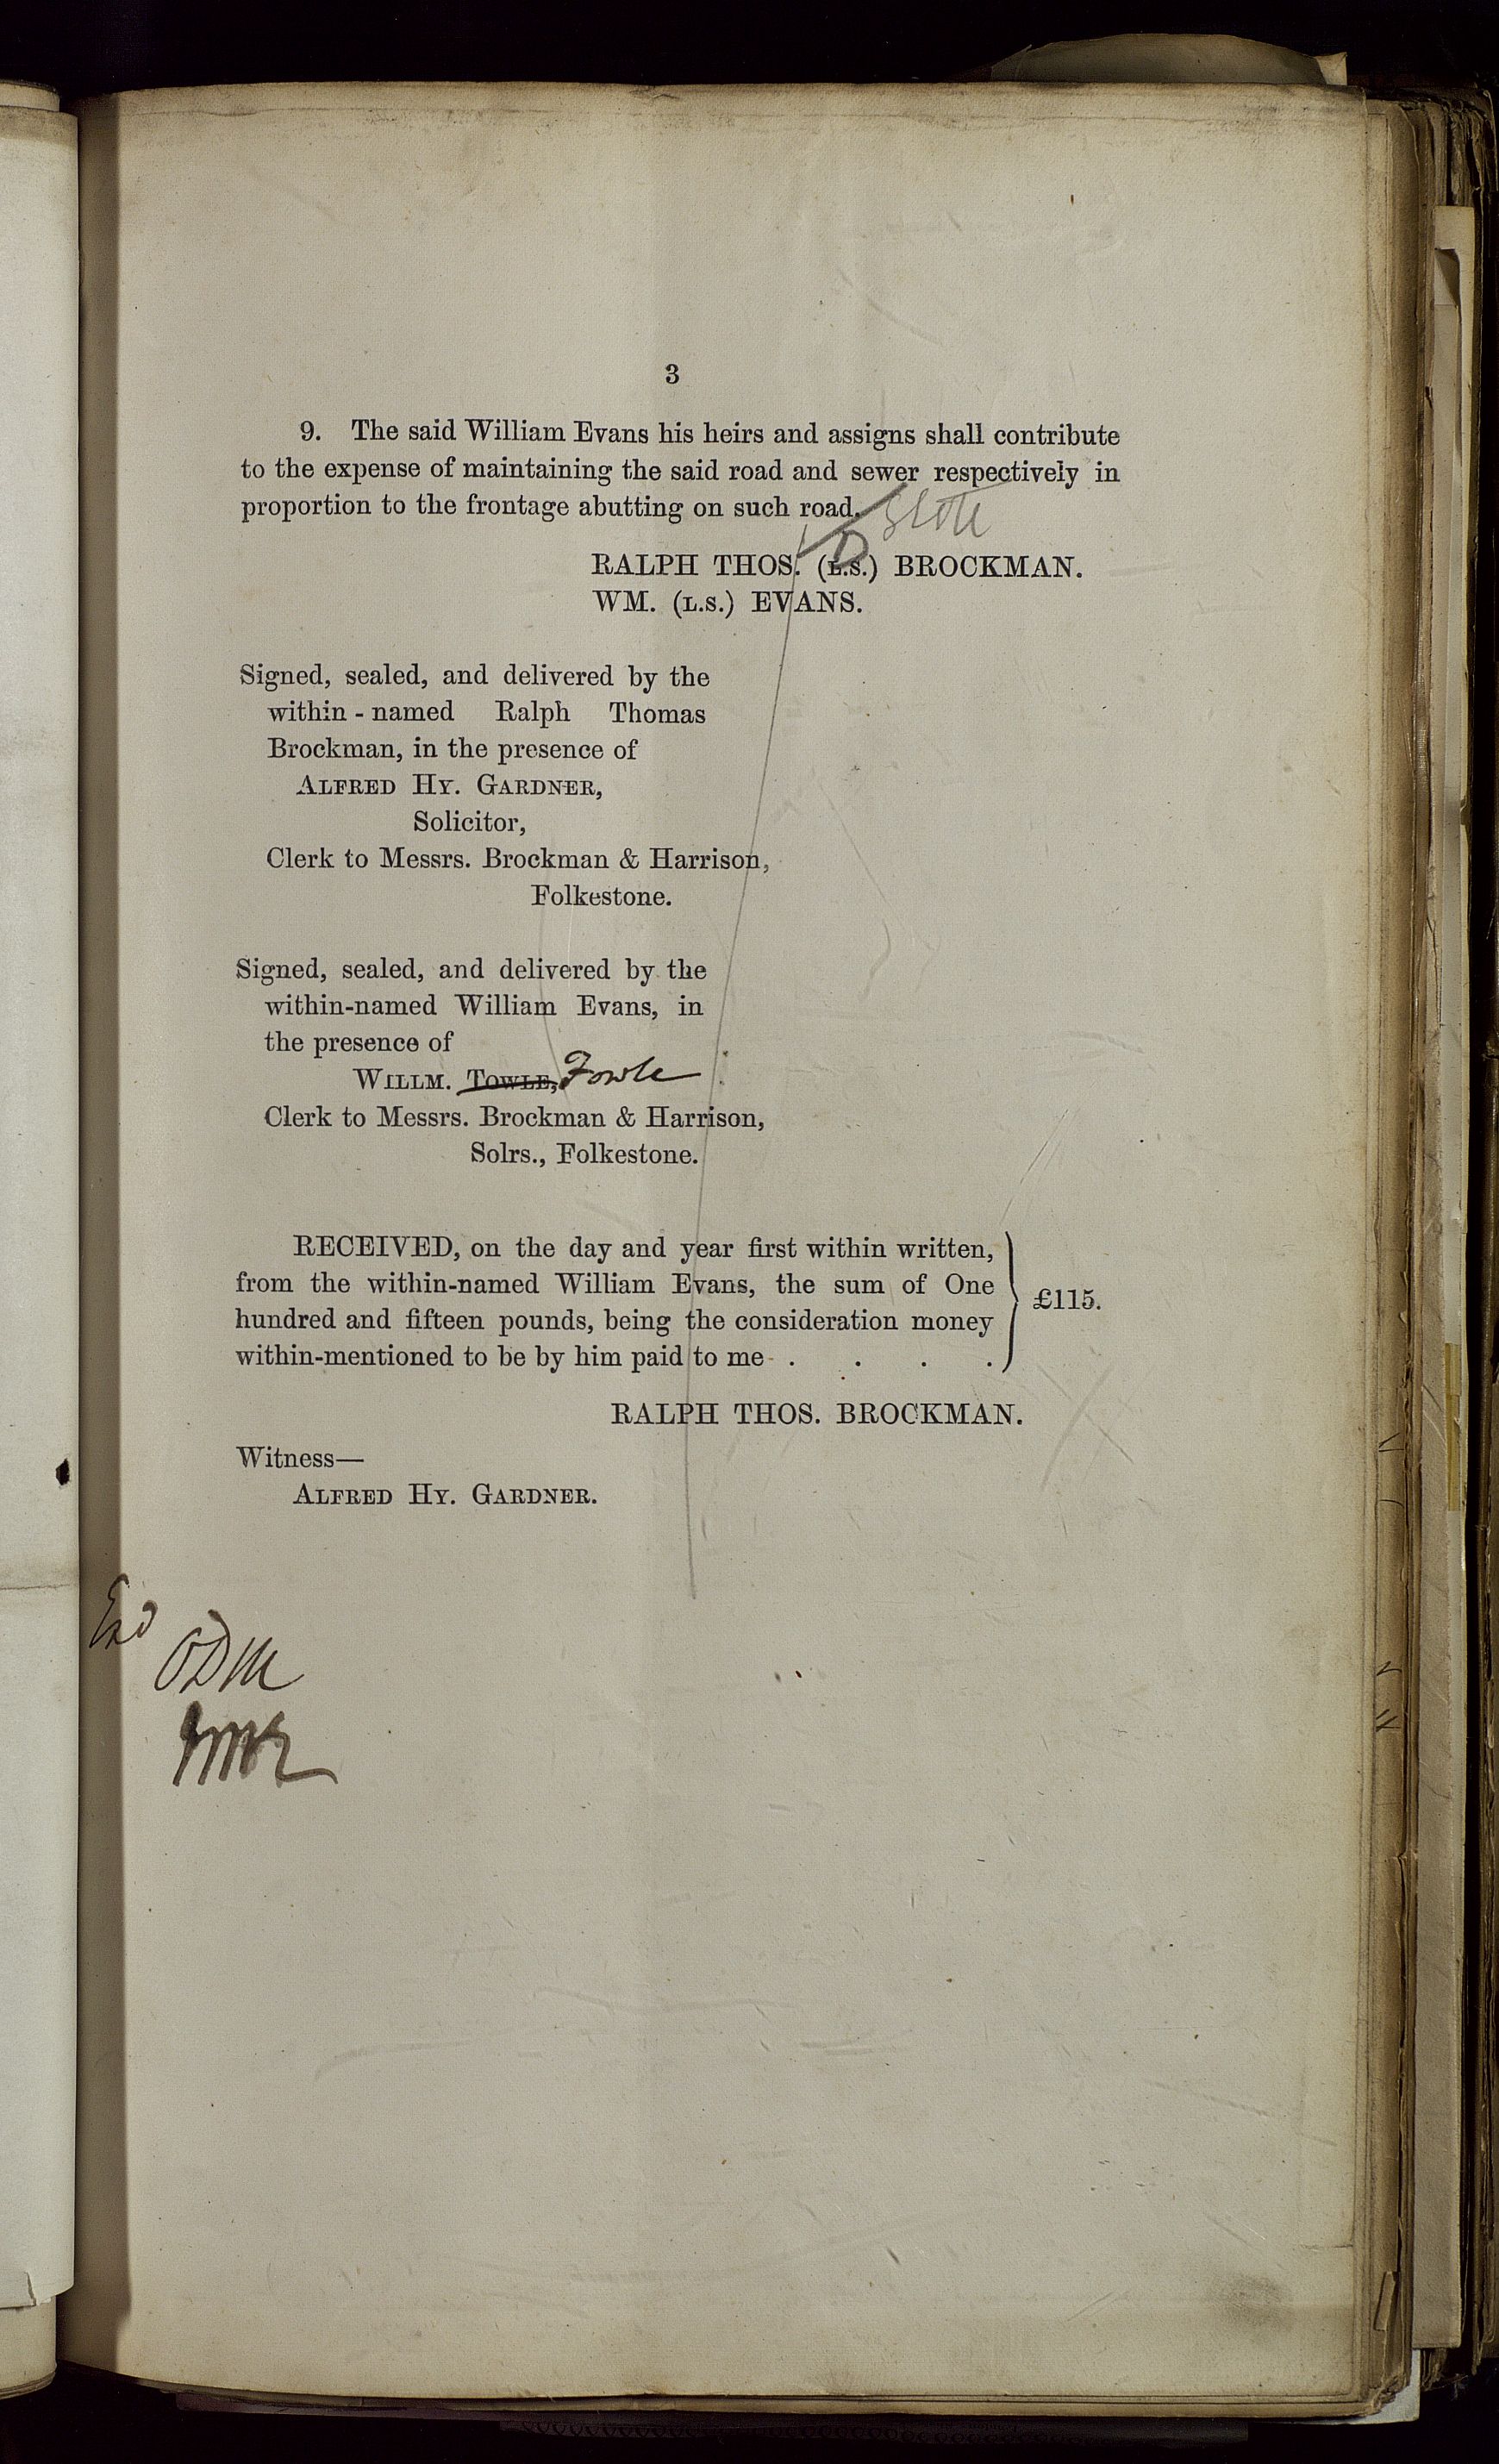 3
9. The said William Evans his heirs and assigns shall contribute
to the expense of maintaining the said road and sewer respectively in
proportion to the frontage abutting on such road.
RALPH THOS. (L.S.) BROCKMAN.
WM. (L.S.) EVANS.
Signed, sealed, and delivered by the
within-named Ralph Thomas
Brockman, in the presence of
ALFRED HY. GARDNER,
Solicitor,
Clerk to Messrs. Brockman & Harrison,
Folkestone.
Signed, sealed, and delivered by the
within-named William Evans, in
the presence of
WILLM. TOWLE, Fowle
Clerk to Messrs. Brockman & Harrison,
Solrs., Folkestone.
RECEIVED, on the day and year first within written,
from the within-named William Evans, the sum of One
hundred and fifteen pounds, being the consideration money £115.
within-mentioned to be by him paid to me . . . .
RALPH THOS. BROCKMAN.
Witness—
ALFRED HY. GARDNER.
Exd